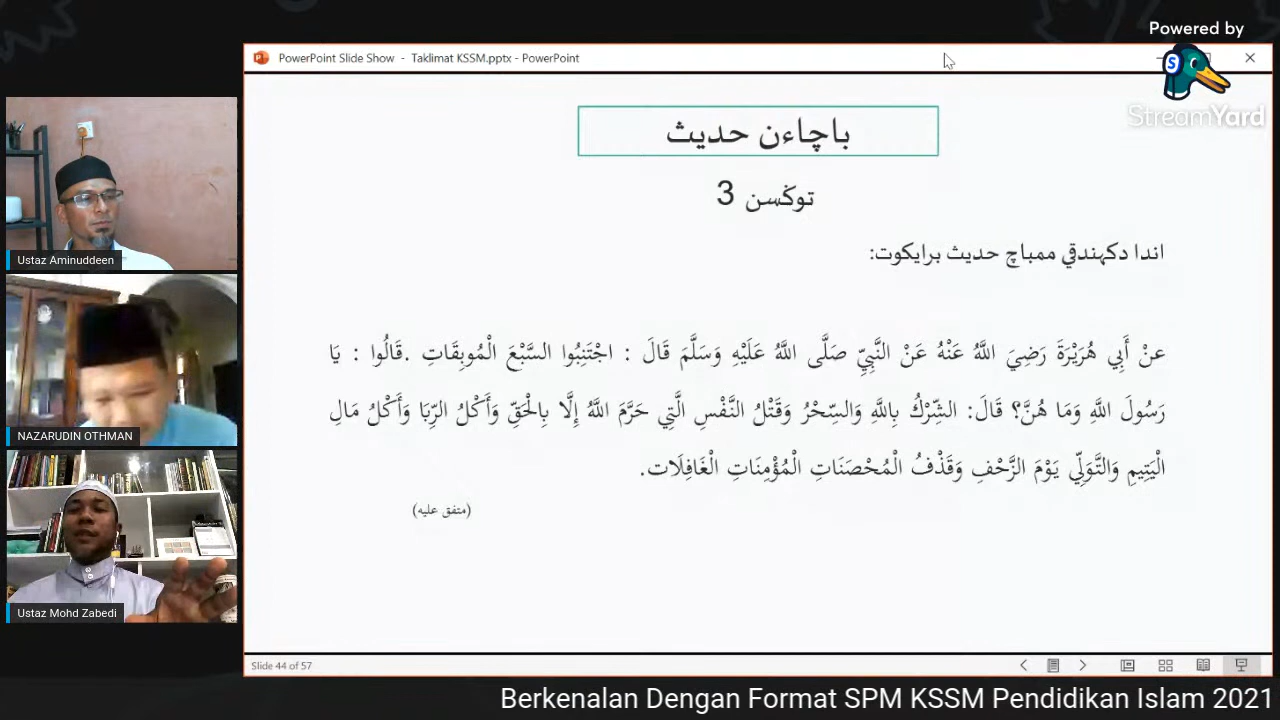 Powered by
StreamYard
PowerPoint Slide Show - Taklimat KSSM.pptx - PowerPoint
باچاءن حديث
توݢسن 3
اندا دكهندقي ممباچ حديث برايكوت:
عنْ أَبِي هُرَيْرَةَ رَضِيَ اللَّهُ عَنْهُ عَنْ النَّبِيِّ صَلَّى اللَّهُ عَلَيْهِ وَسَلَّمَ قَالَ : اجْتَنِبُوا السَّبْعَ الْمُوبِقَاتِ .قَالُوا : يَا
رَسُولَ اللَّهِ وَمَا هُنَّ؟ قَالَ: الشِّرْكُ بِاللَّهِ وَالسِّحْرُ وَقَتْلُ النَّفْسِ الَّتِي حَرَّمَ اللَّهُ إِلَّا بِالْحَقِّ وَأَكْلُ الرِّبَا وَأَكْلُ مَالِ
الْيَتِيمِ وَالتَّوَلِّي يَوْمَ الزَّحْفِ وَقَذْفُ الْمُحْصَنَاتِ الْمُؤْمِنَاتِ الْغَافِلَات.
(متفق عليه)
Ustaz Aminuddeen
NAZARUDIN OTHMAN
Ustaz Mohd Zabedi
Slide 44 of 57
Berkenalan Dengan Format SPM KSSM Pendidikan Islam 2021